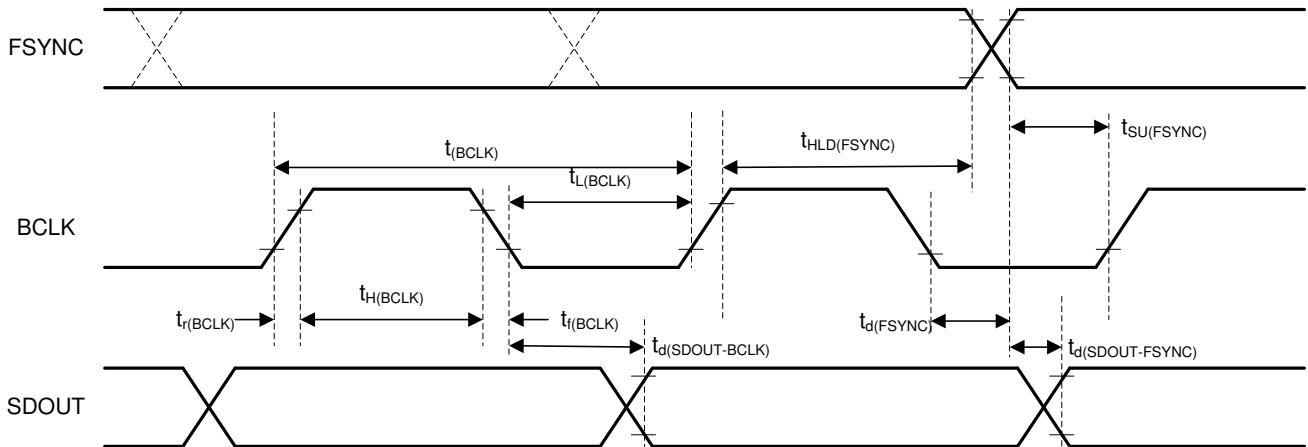 FSYNC
t(BCLK)
tHLD(FSYNC)
tSU(FSYNC)
tL(BCLK)
BCLK
tr(BCLK)
tH(BCLK)
tf(BCLK)
td(FSYNC)
td(SDOUT-BCLK)
td(SDOUT-FSYNC)
SDOUT